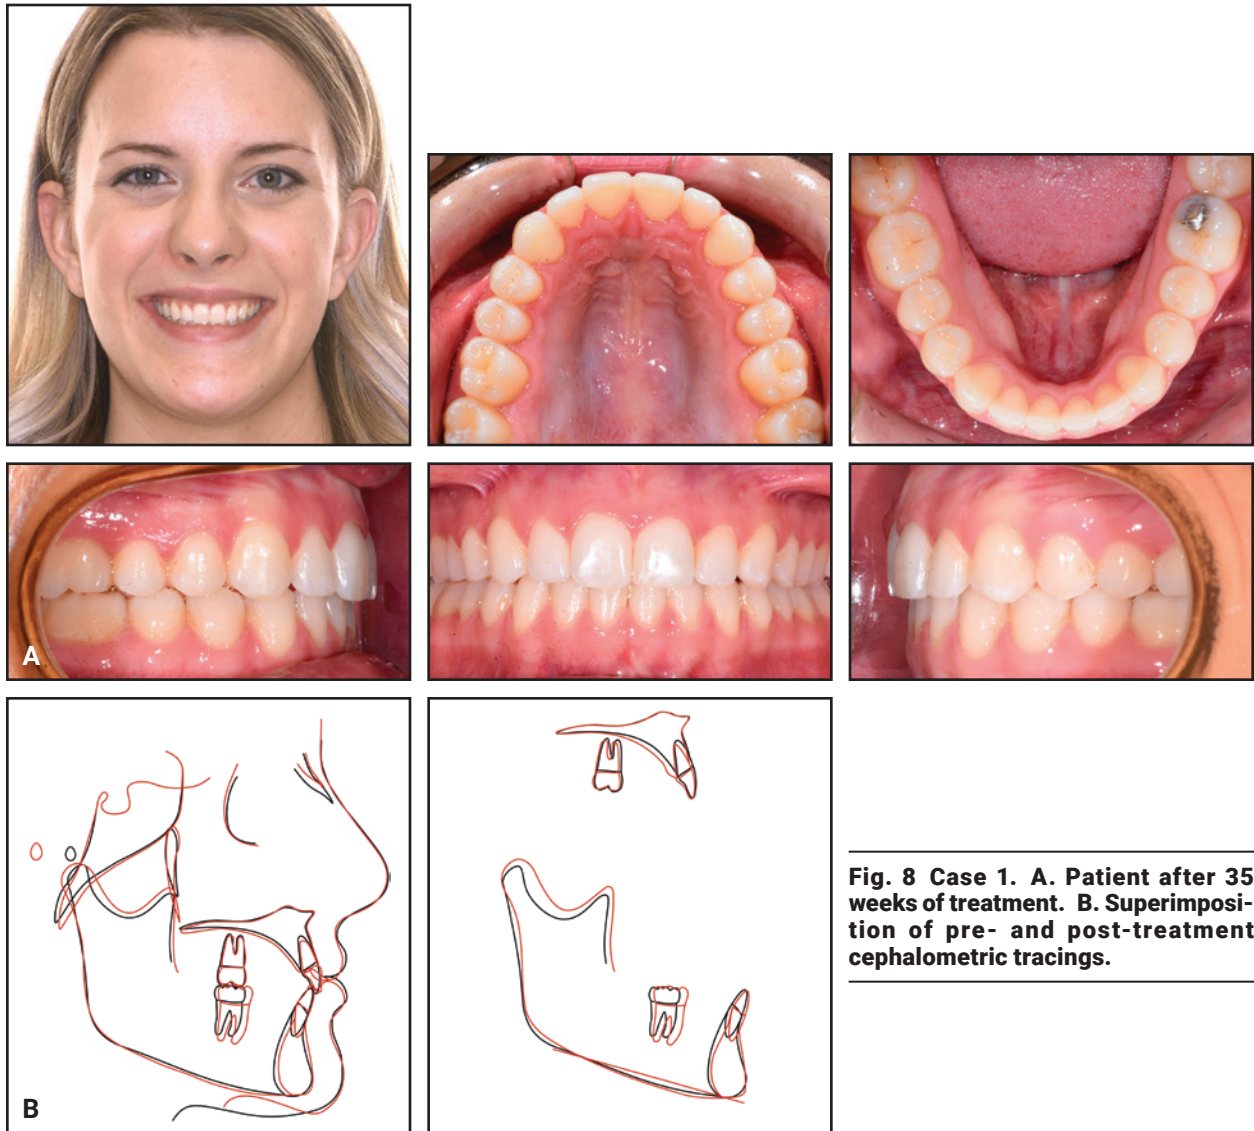 A
B
Fig. 8 Case 1. A. Patient after 35
weeks of treatment. B. Superimposi-
tion of pre- and post-treatment
cephalometric tracings.